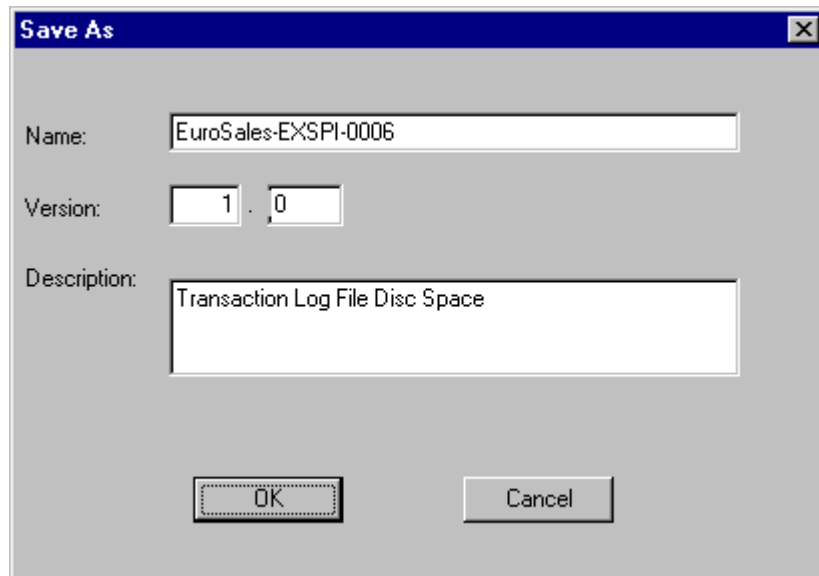 Save As
Name: EuroSales-EXSPI-0006
Version: 1 . 0
Description: Transaction Log File Disc Space
OK Cancel